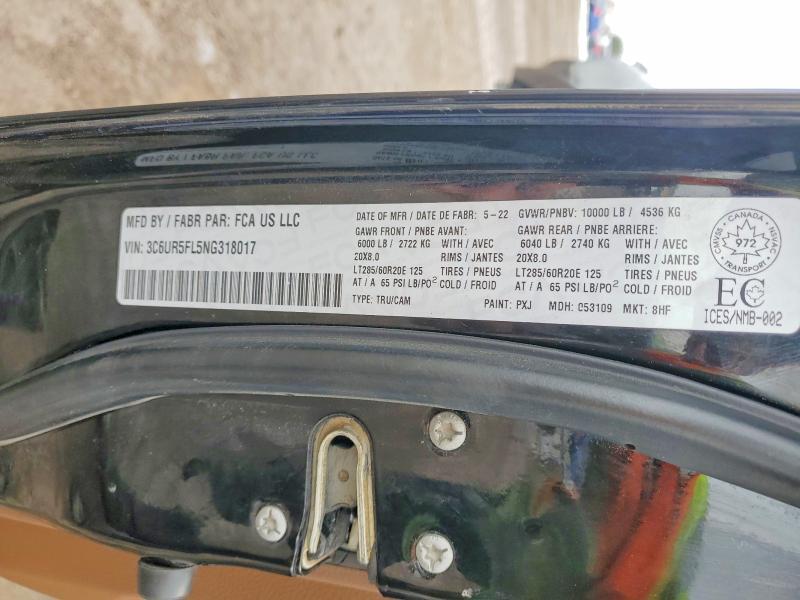 MFD BY / FABR PAR: FCA US LLC
VIN: 3C6UR5FL5NG318017
DATE OF MFR / DATE DE FABR: 5-22 GVWR/PNBV: 10000 LB / 4536 KG
GAWR FRONT / PNBE AVANT: GAWR REAR / PNBE ARRIERE:
6000 LB / 2722 KG WITH / AVEC 6040 LB / 2740 KG WITH / AVEC
20X8.0 RIMS / JANTES 20X8.0 RIMS / JANTES
LT285/60R20E 125 TIRES / PNEUS LT285/60R20E 125 TIRES / PNEUS
AT / A 65 PSI LB/PO² COLD / FROID AT / A 65 PSI LB/PO² COLD / FROID
TYPE: TRU/CAM PAINT: PXJ MDH: 053109 MKT: 8HF
CMVSS • CANADA • NSVAC
972
• TRANSPORT •
EC
ICES/NMB-002